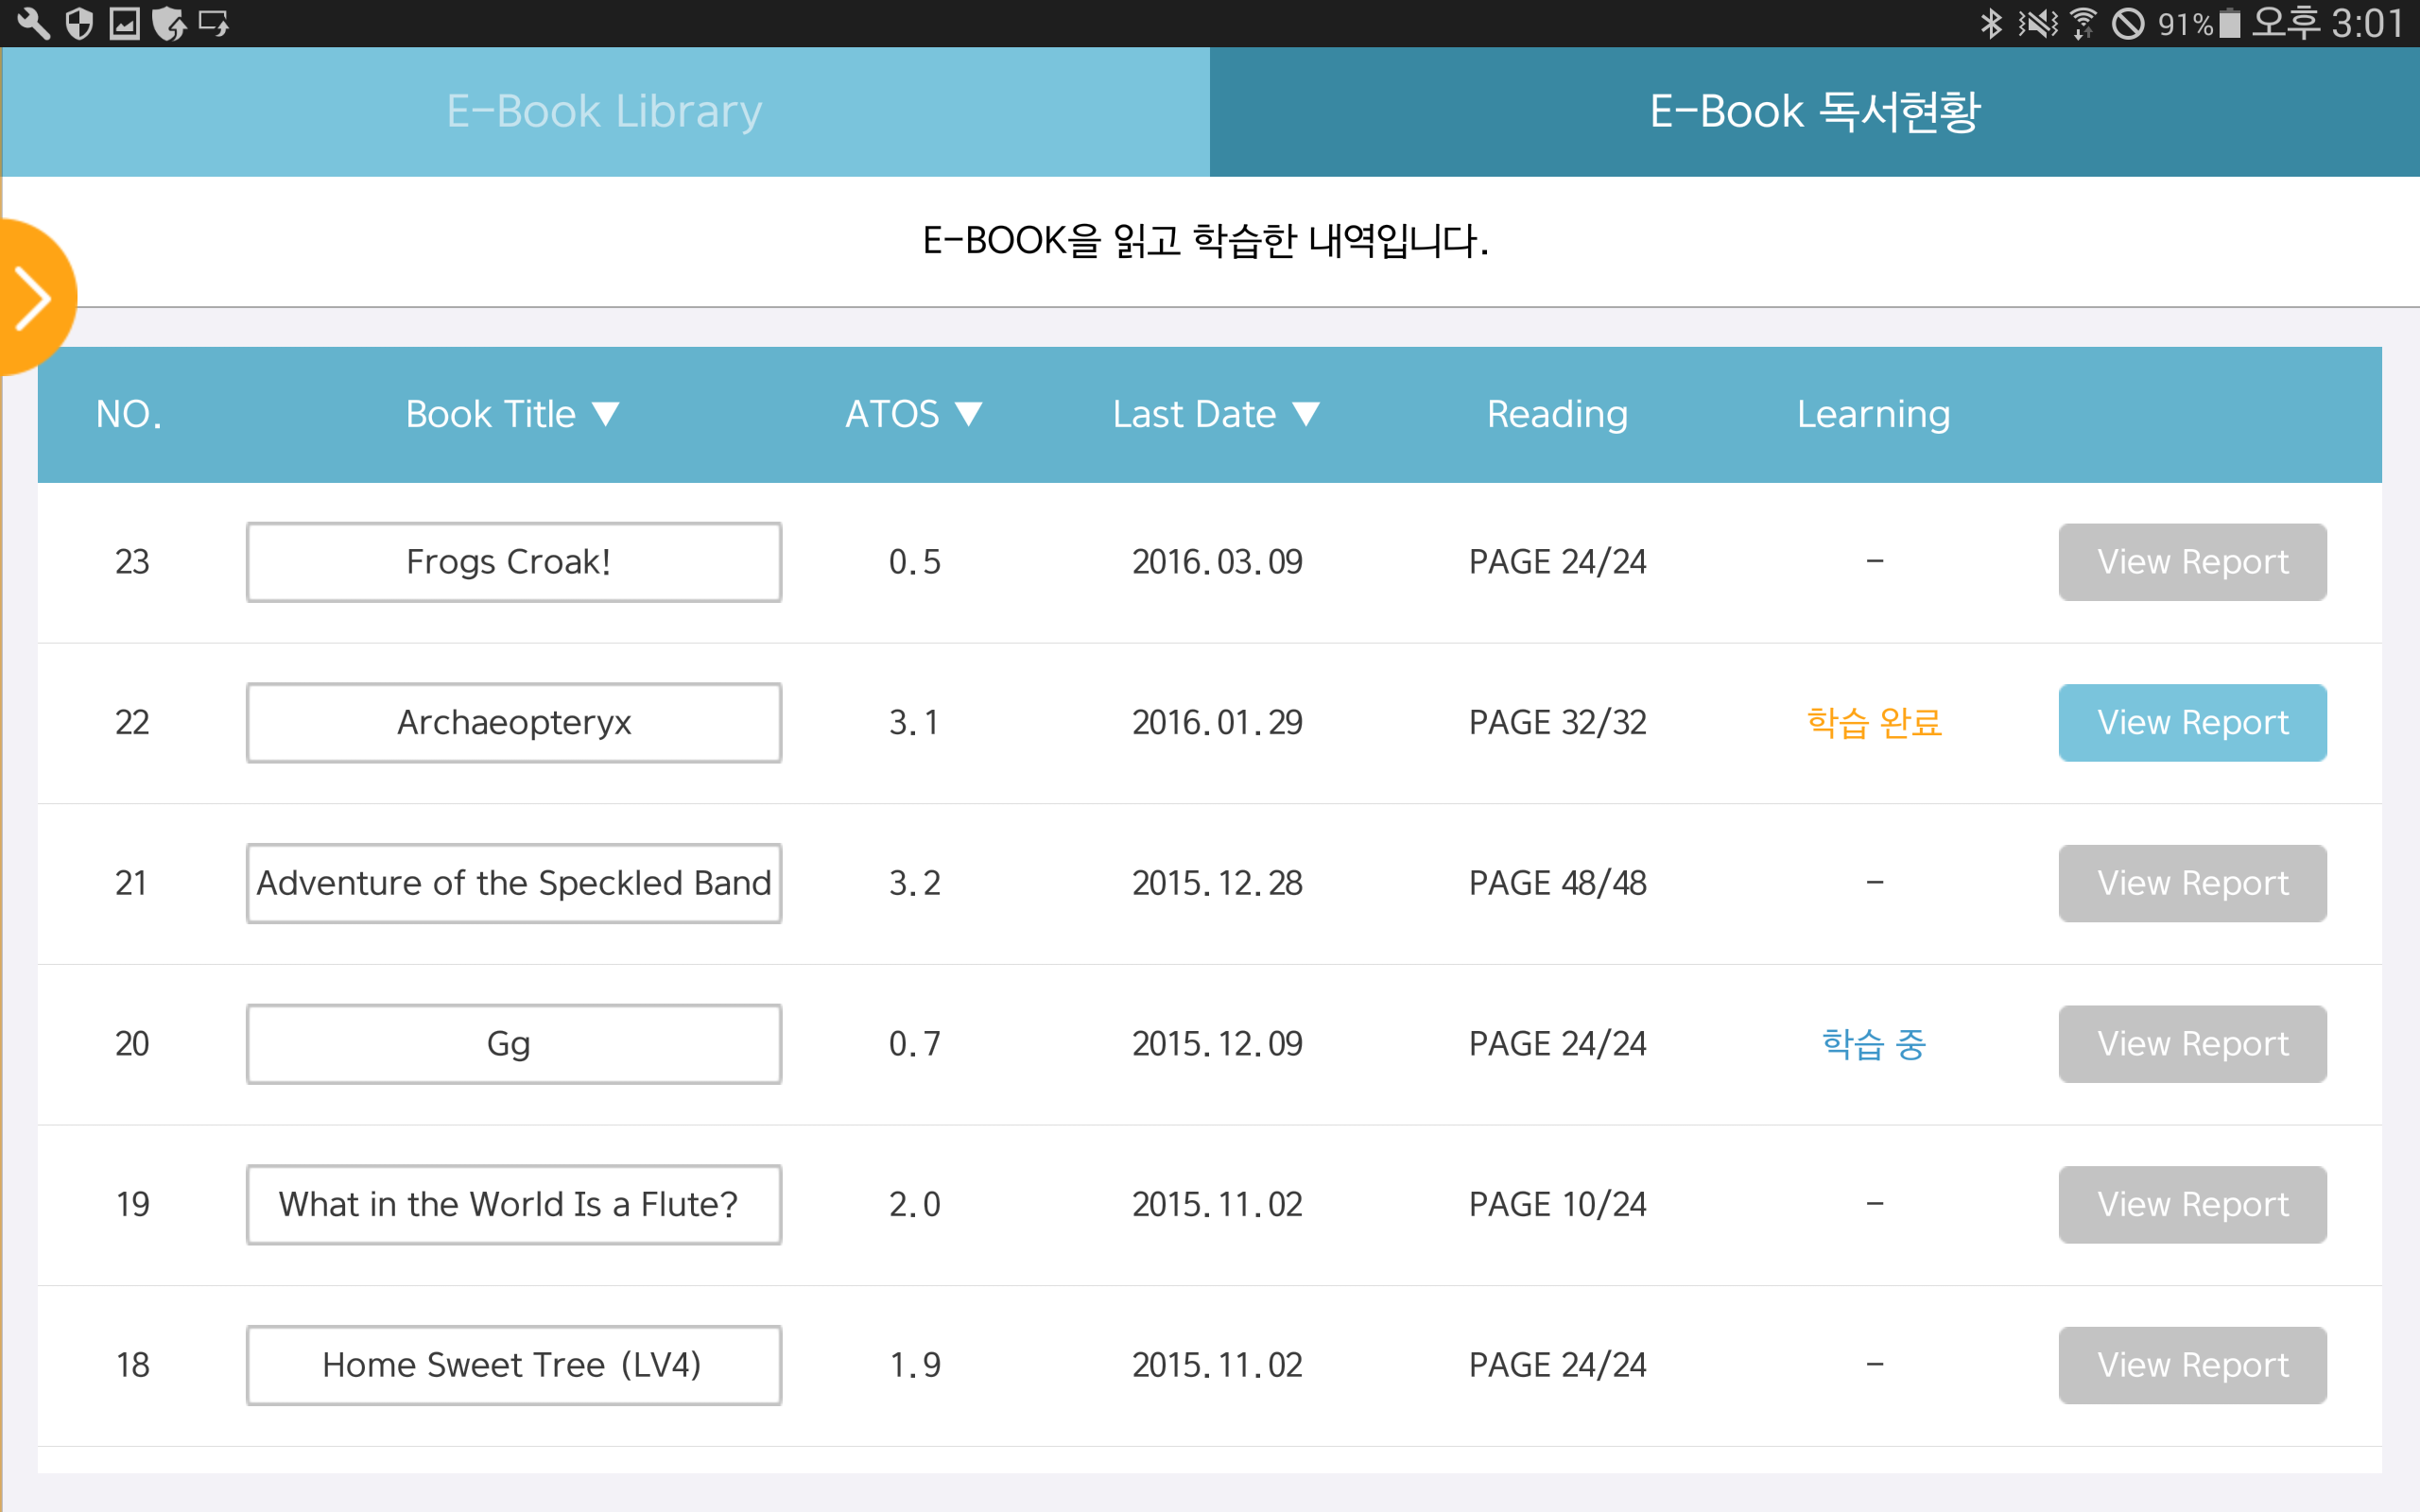 91% 오후 3:01
E-Book Library E-Book 독서현황
E-BOOK을 읽고 학습한 내역입니다.
NO. Book Title ▼ ATOS ▼ Last Date ▼ Reading Learning
23 Frogs Croak! 0.5 2016.03.09 PAGE 24/24 - View Report
22 Archaeopteryx 3.1 2016.01.29 PAGE 32/32 학습 완료 View Report
21 Adventure of the Speckled Band 3.2 2015.12.28 PAGE 48/48 - View Report
20 Gg 0.7 2015.12.09 PAGE 24/24 학습 중 View Report
19 What in the World Is a Flute? 2.0 2015.11.02 PAGE 10/24 - View Report
18 Home Sweet Tree (LV4) 1.9 2015.11.02 PAGE 24/24 - View Report